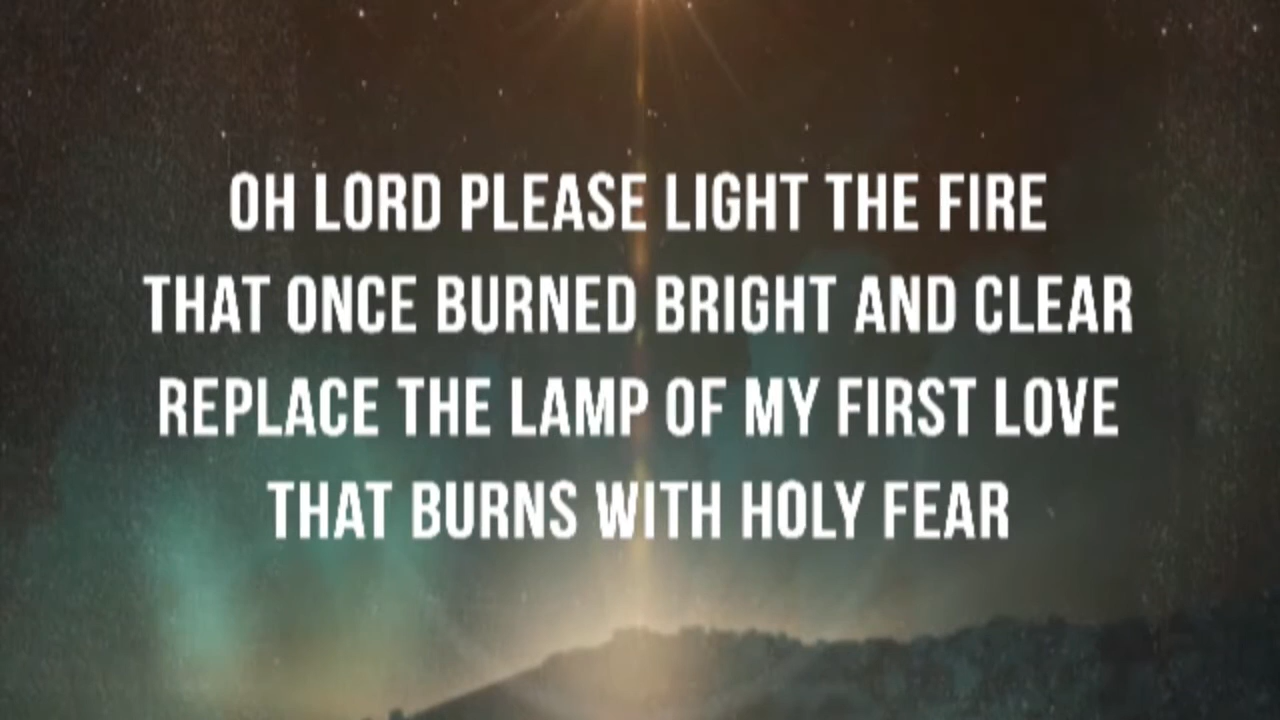 OH LORD PLEASE LIGHT THE FIRE
THAT ONCE BURNED BRIGHT AND CLEAR
REPLACE THE LAMP OF MY FIRST LOVE
THAT BURNS WITH HOLY FEAR